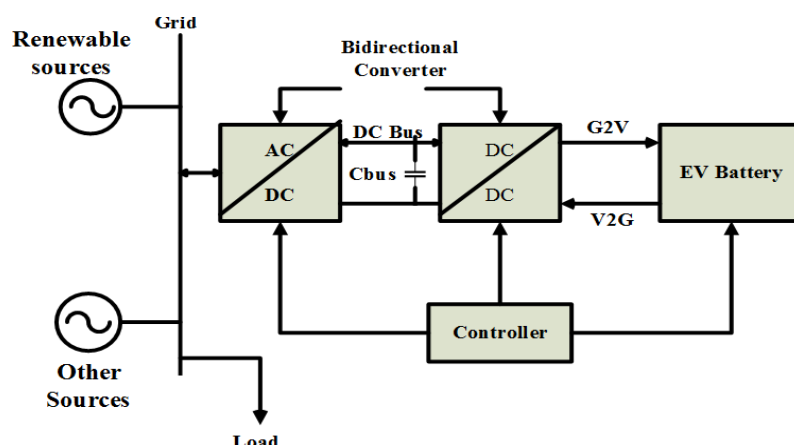 Grid
Renewable
sources
Bidirectional
Converter
AC
DC
DC Bus
Cbus
DC
DC
G2V
V2G
EV Battery
Controller
Other
Sources
Load